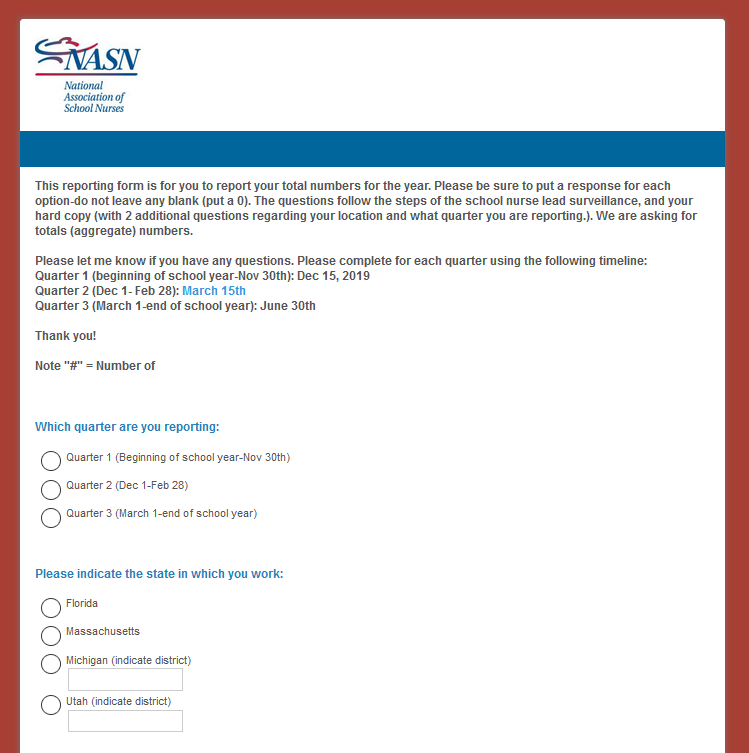 NASN
National
Association of
School Nurses
This reporting form is for you to report your total numbers for the year. Please be sure to put a response for each
option-do not leave any blank (put a 0). The questions follow the steps of the school nurse lead surveillance, and your
hard copy (with 2 additional questions regarding your location and what quarter you are reporting.). We are asking for
totals (aggregate) numbers.
Please let me know if you have any questions. Please complete for each quarter using the following timeline:
Quarter 1 (beginning of school year-Nov 30th): Dec 15, 2019
Quarter 2 (Dec 1- Feb 28): March 15th
Quarter 3 (March 1-end of school year): June 30th
Thank you!
Note "#" = Number of
Which quarter are you reporting:
Quarter 1 (Beginning of school year-Nov 30th)
Quarter 2 (Dec 1-Feb 28)
Quarter 3 (March 1-end of school year)
Please indicate the state in which you work:
Florida
Massachusetts
Michigan (indicate district)
Utah (indicate district)